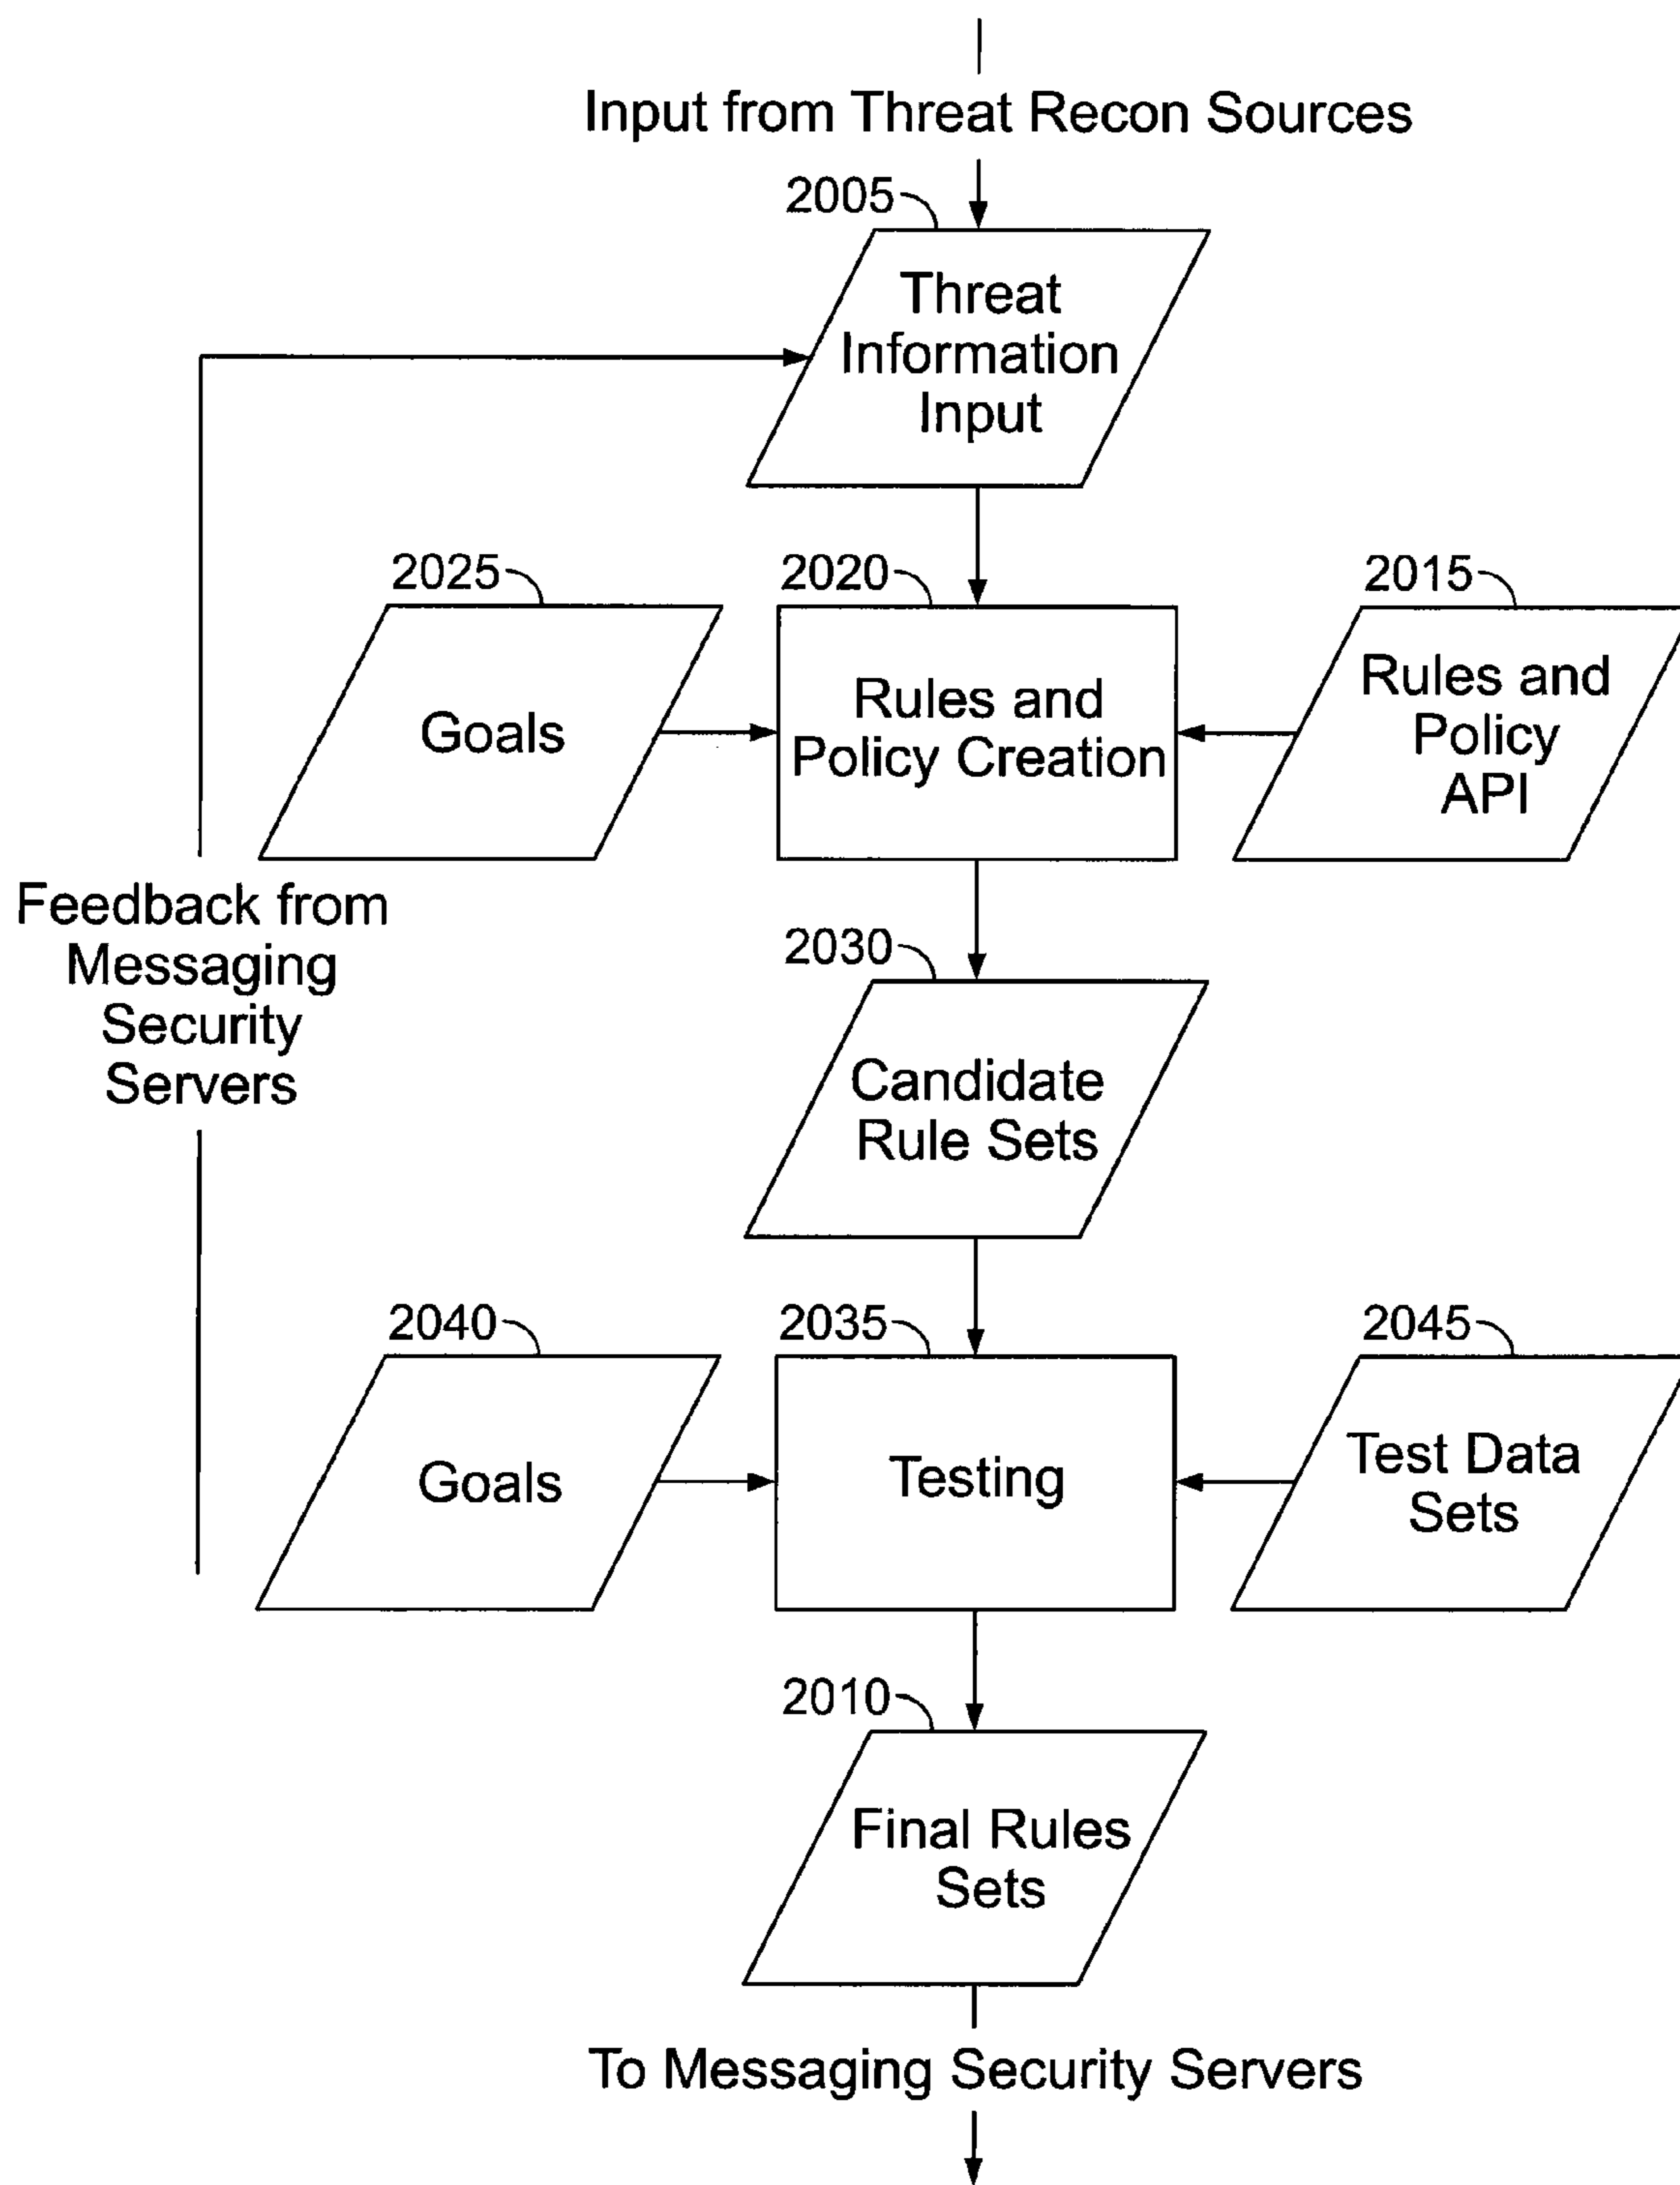 Input from Threat Recon Sources
2005
Threat
Information
Input
2025
2020
2015
Goals
Rules and
Policy Creation
Rules and
Policy
API
Feedback from
Messaging
Security
Servers
2030
Candidate
Rule Sets
2040
2035
2045
Goals
Testing
Test Data
Sets
2010
Final Rules
Sets
To Messaging Security Servers